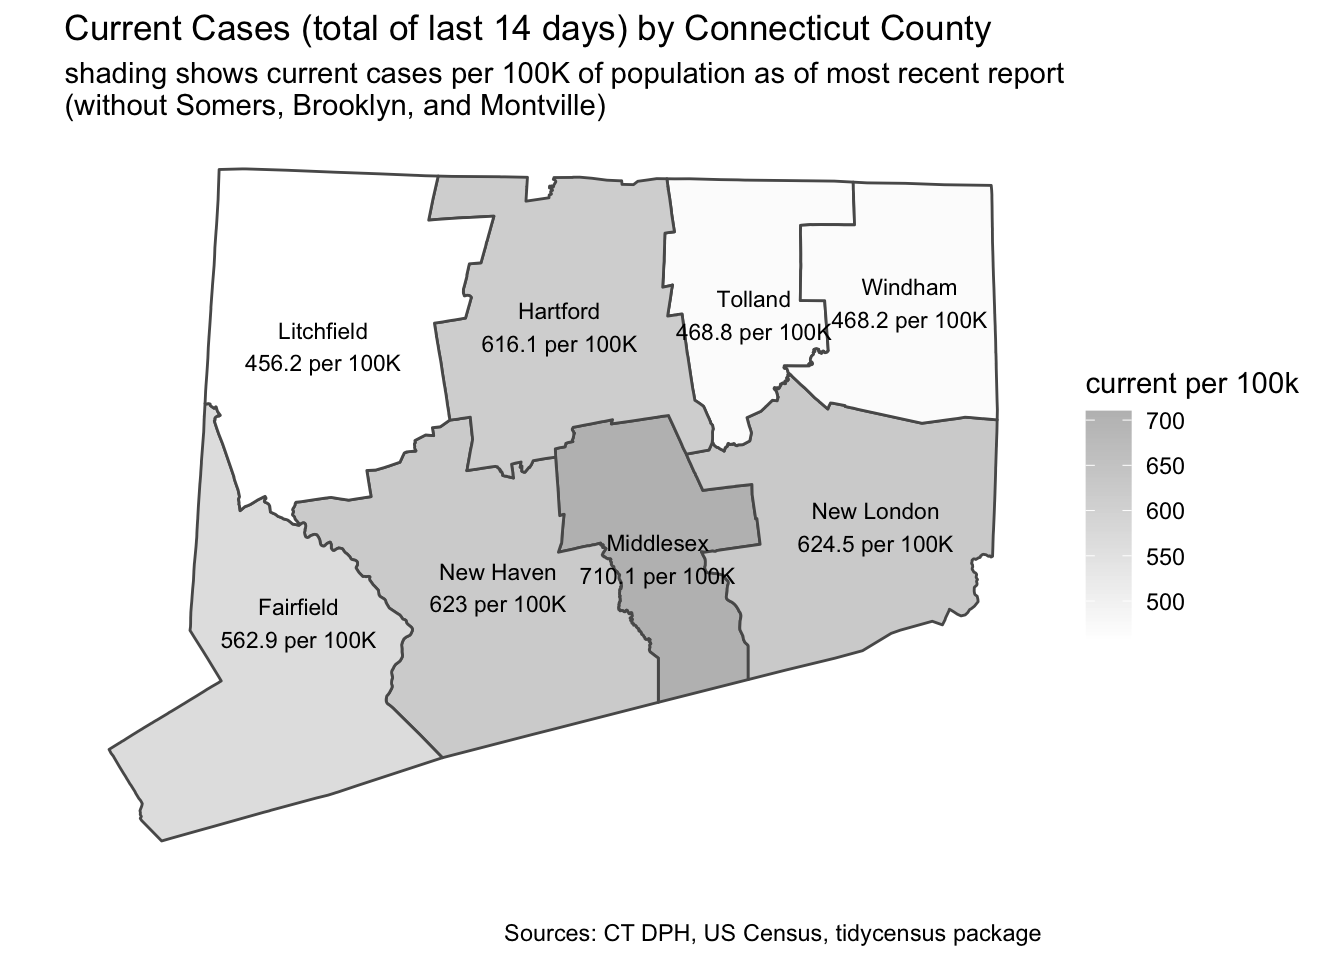 Current Cases (total of last 14 days) by Connecticut County
shading shows current cases per 100K of population as of most recent report
(without Somers, Brooklyn, and Montville)
Litchfield
456.2 per 100K
Hartford
616.1 per 100K
Tolland
468.8 per 100K
Windham
468.2 per 100K
Fairfield
562.9 per 100K
New Haven
623 per 100K
Middlesex
710.1 per 100K
New London
624.5 per 100K
current per 100k
700
650
600
550
500
Sources: CT DPH, US Census, tidycensus package